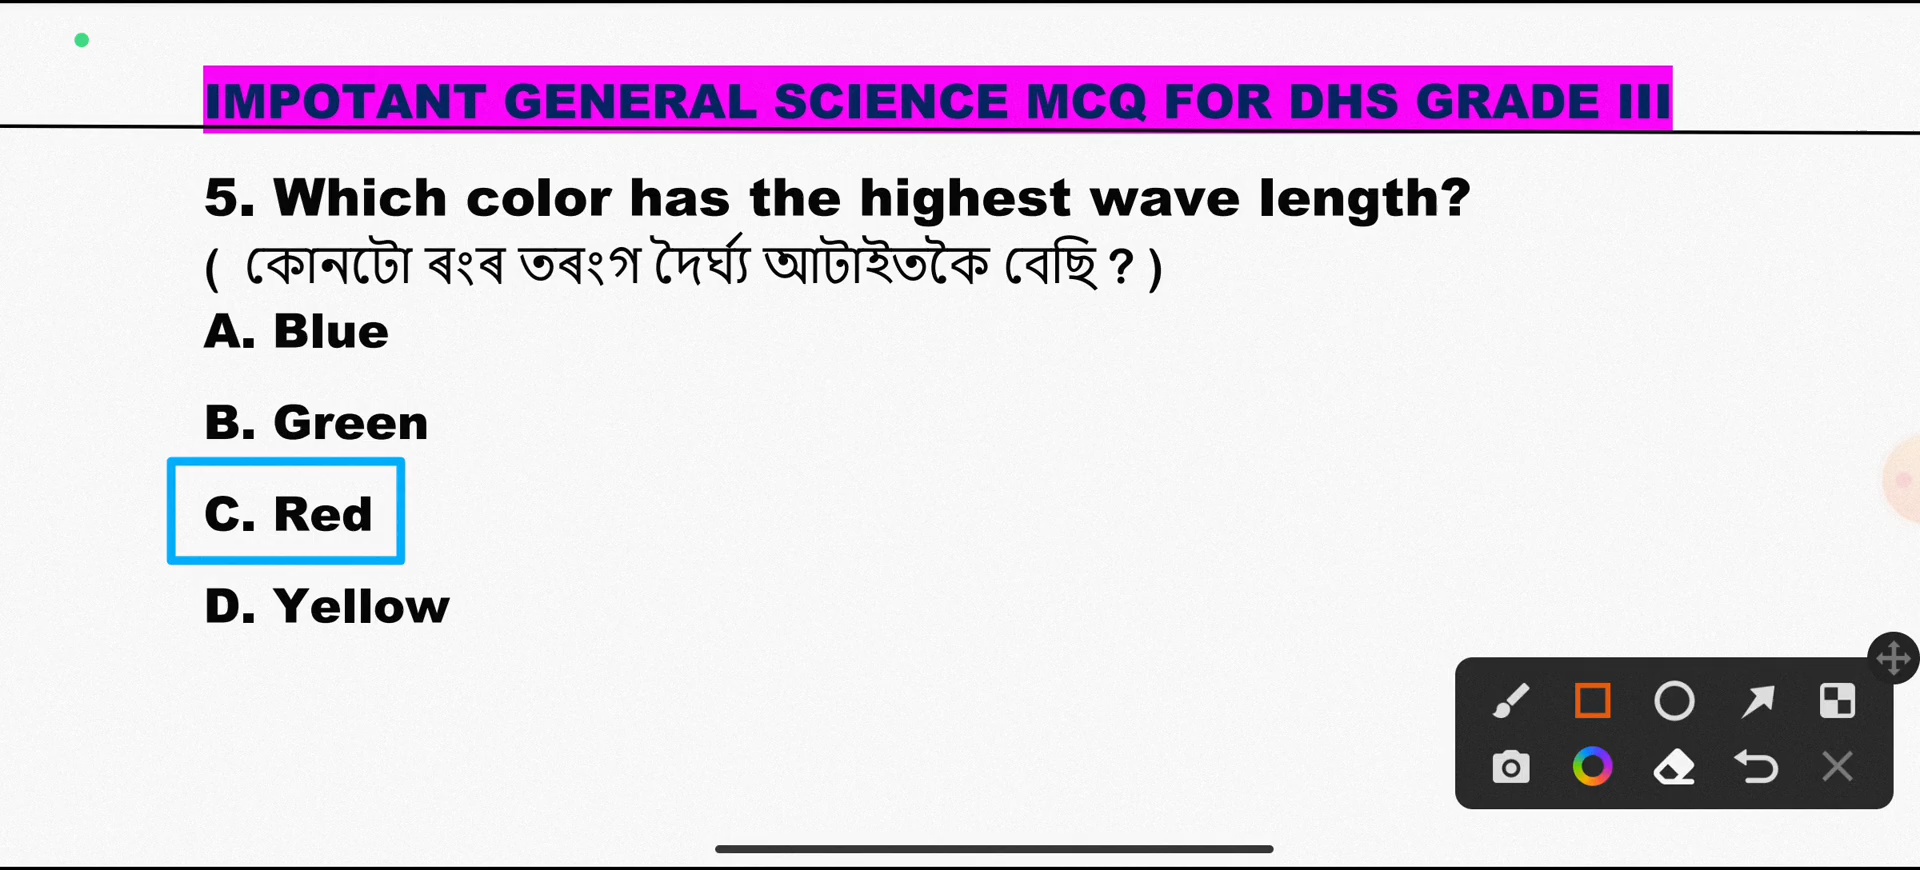 IMPOTANT GENERAL SCIENCE MCQ FOR DHS GRADE III
5. Which color has the highest wave length?
( কোনটো ৰংৰ তৰংগ দৈৰ্ঘ্য আটাইতকৈ বেছি ? )
A. Blue
B. Green
C. Red
D. Yellow